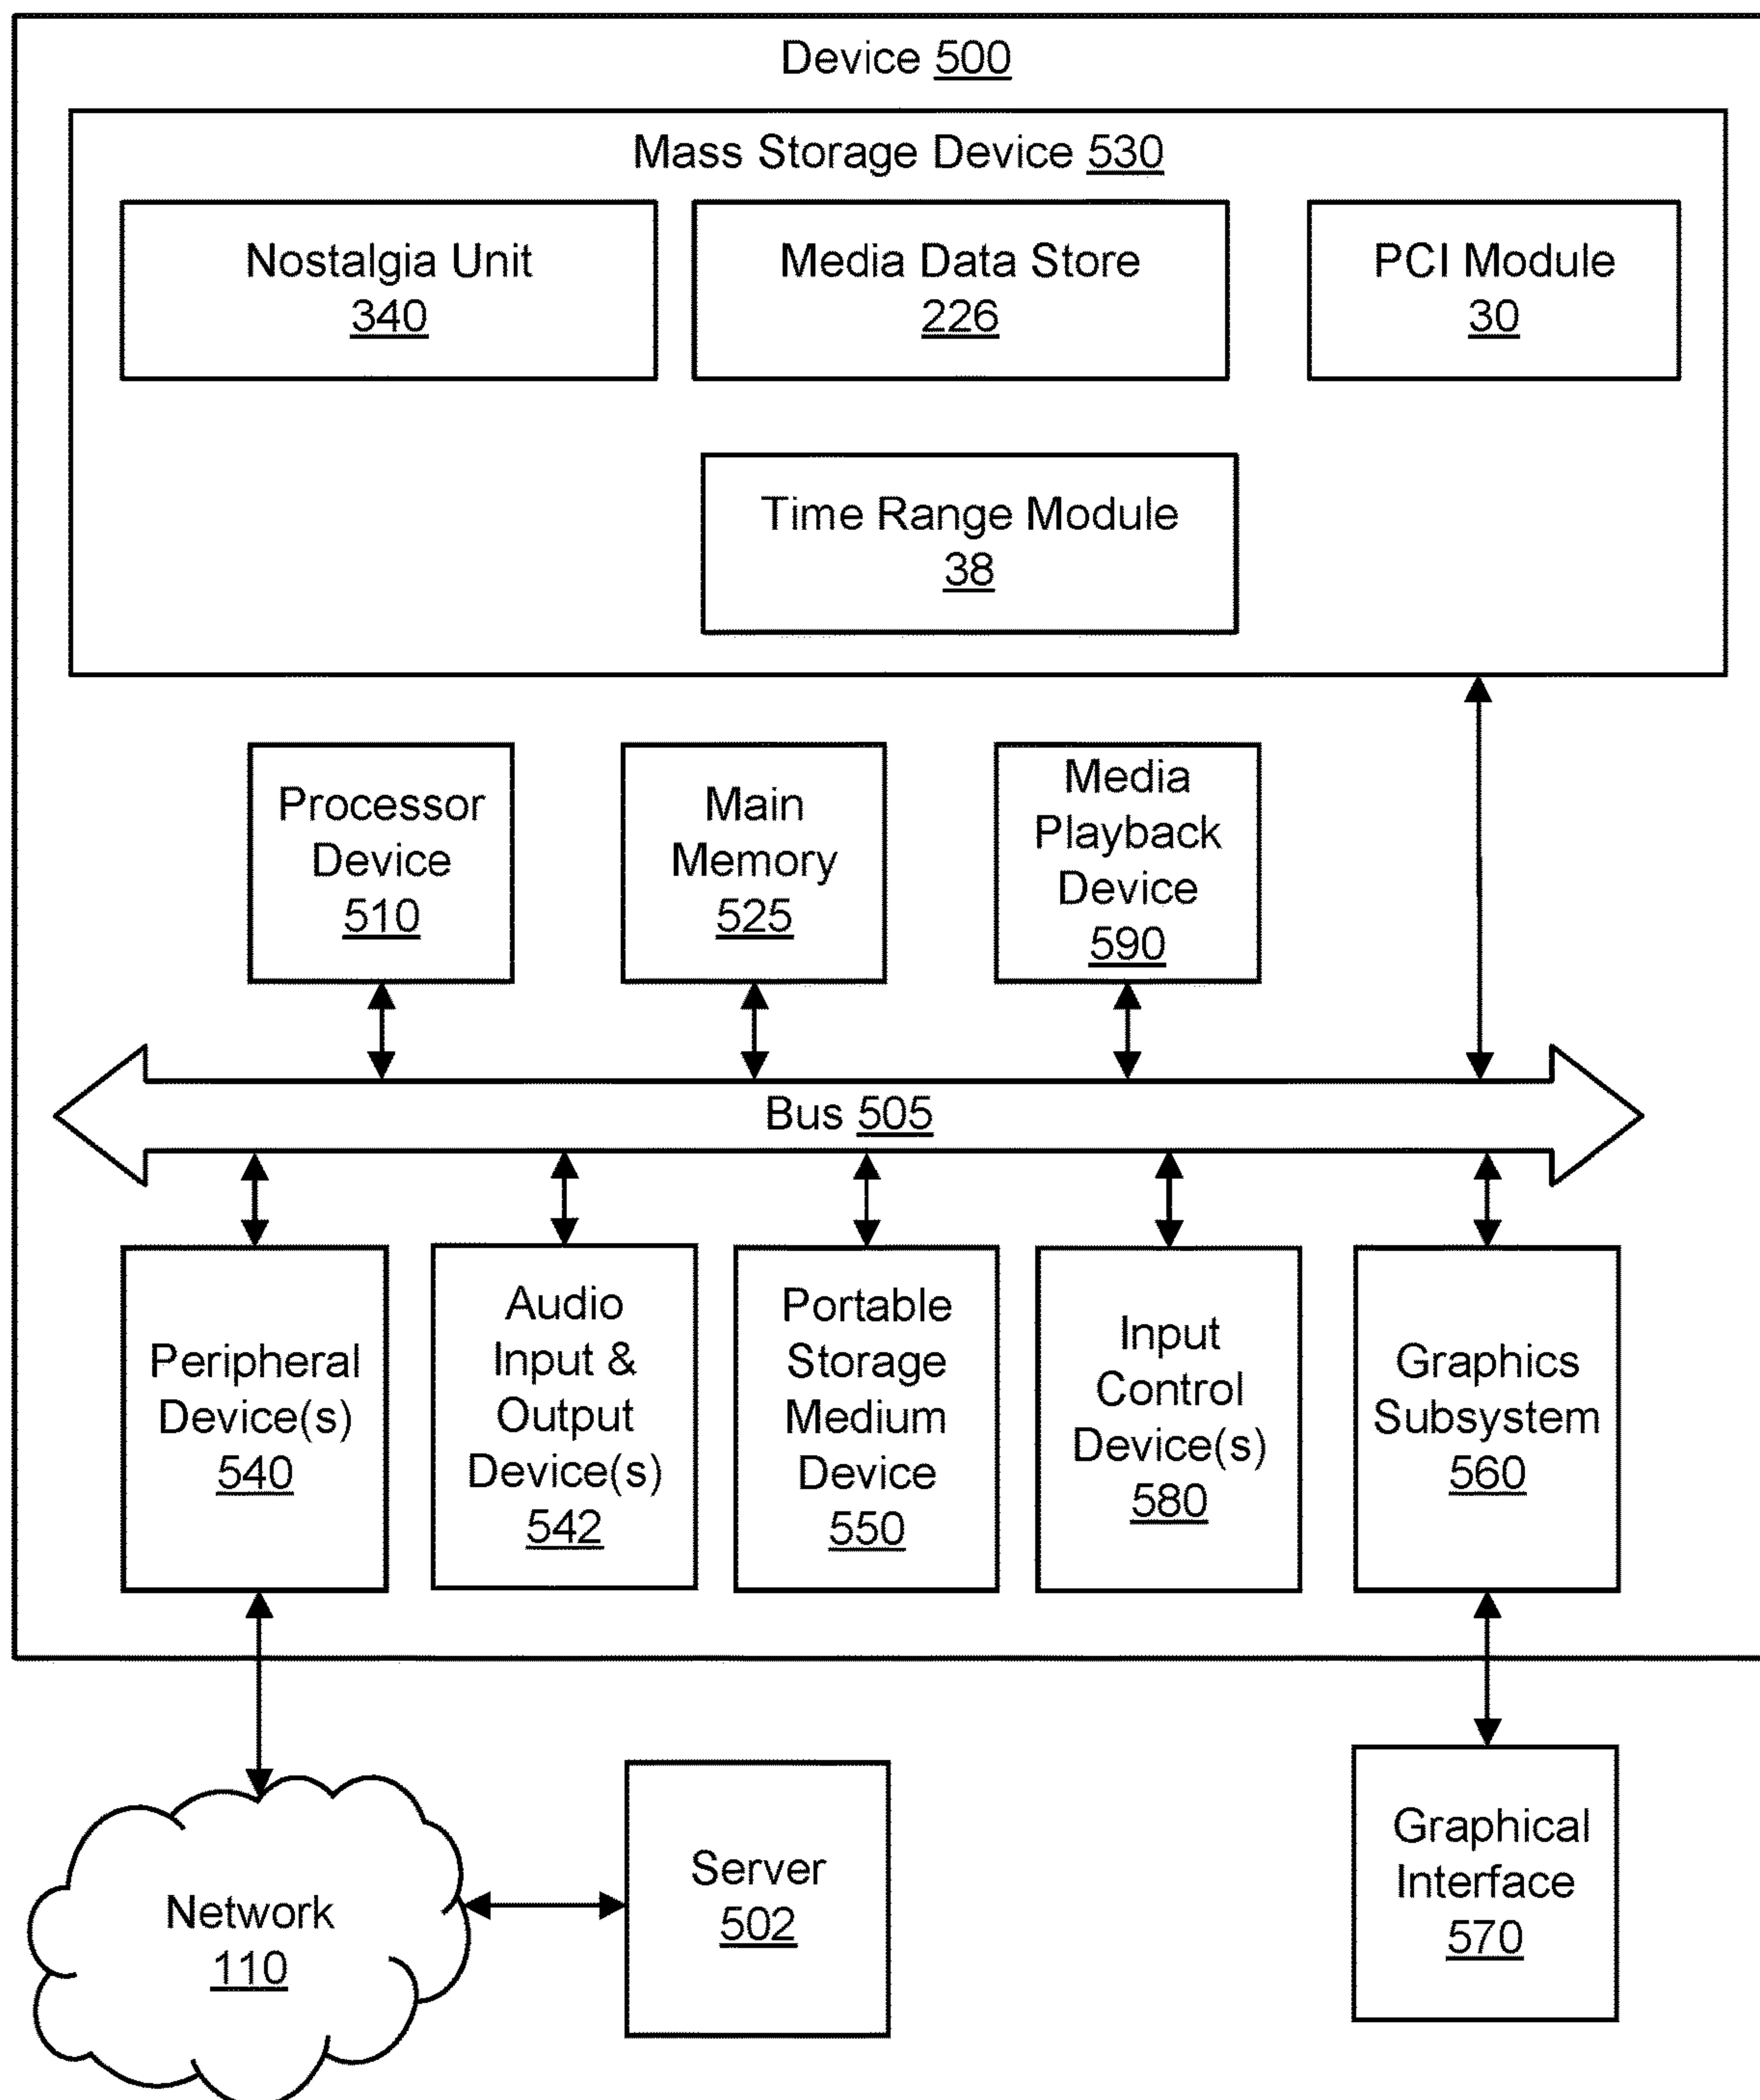 Device 500
Mass Storage Device 530
Nostalgia Unit
340
Media Data Store
226
PCI Module
30
Time Range Module
38
Processor
Device
510
Main
Memory
525
Media
Playback
Device
590
Bus 505
Peripheral
Device(s)
540
Audio
Input &
Output
Device(s)
542
Portable
Storage
Medium
Device
550
Input
Control
Device(s)
580
Graphics
Subsystem
560
Network
110
Server
502
Graphical
Interface
570